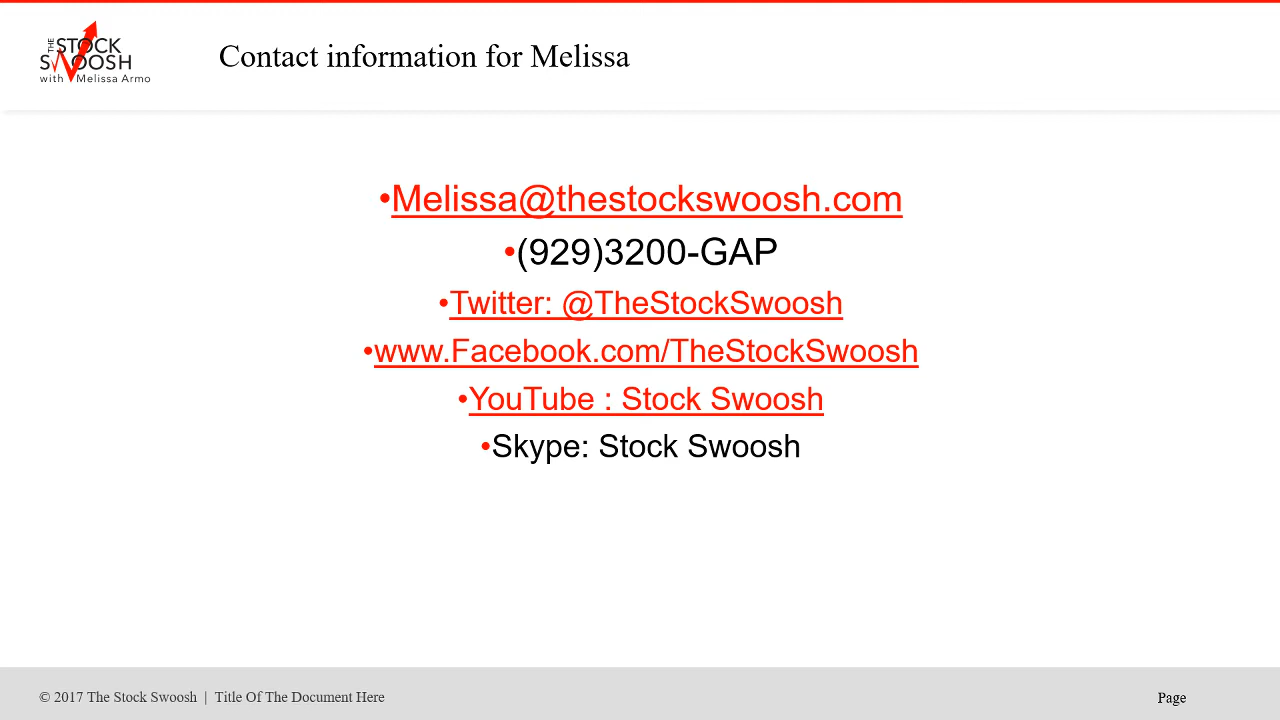 THE STOCK
SWOOSH
with Melissa Armo
Contact information for Melissa
•Melissa@thestockswoosh.com
•(929)3200-GAP
•Twitter: @TheStockSwoosh
•www.Facebook.com/TheStockSwoosh
•YouTube : Stock Swoosh
•Skype: Stock Swoosh
© 2017 The Stock Swoosh | Title Of The Document Here
Page